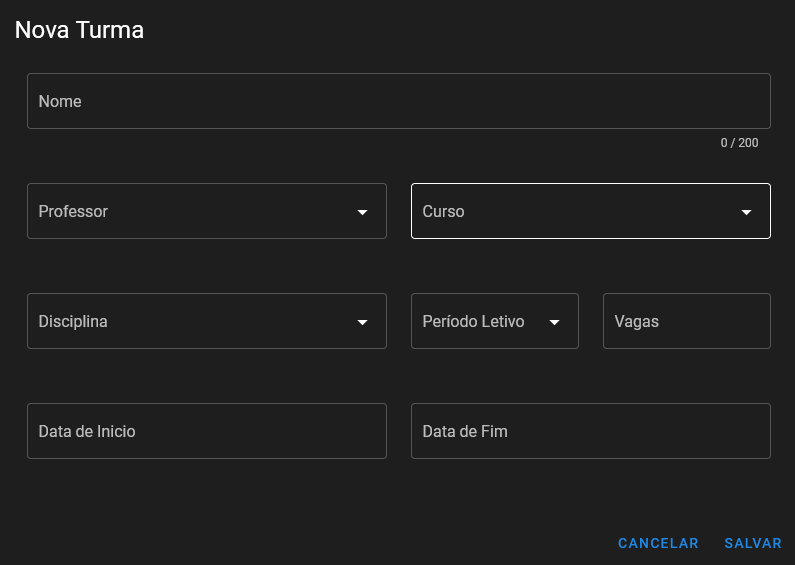 Nova Turma
Nome
0 / 200
Professor Curso
Disciplina Período Letivo Vagas
Data de Inicio Data de Fim
CANCELAR SALVAR